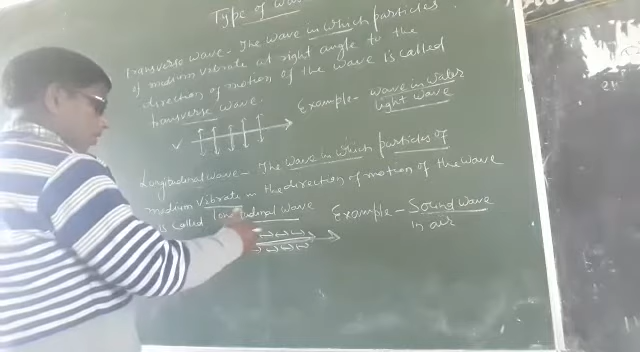 Type of wa
Transverse wave - The wave in which particles
of medium vibrate at right angle to the
direction of motion of the wave is called
transverse wave.
Example - wave in water
light wave
Longitudinal wave - The wave in which particles of
medium vibrate in the direction of motion of the wave
is called longitudinal wave
Example - Sound wave
in air